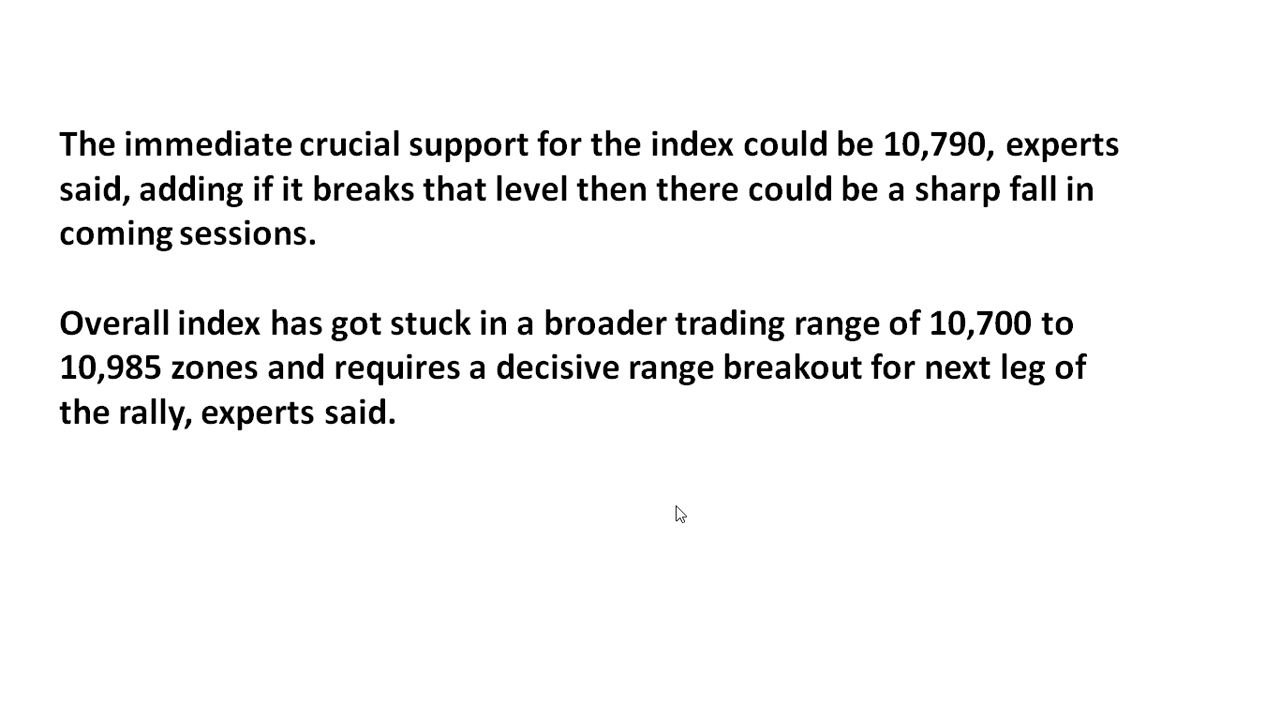 The immediate crucial support for the index could be 10,790, experts
said, adding if it breaks that level then there could be a sharp fall in
coming sessions.
Overall index has got stuck in a broader trading range of 10,700 to
10,985 zones and requires a decisive range breakout for next leg of
the rally, experts said.